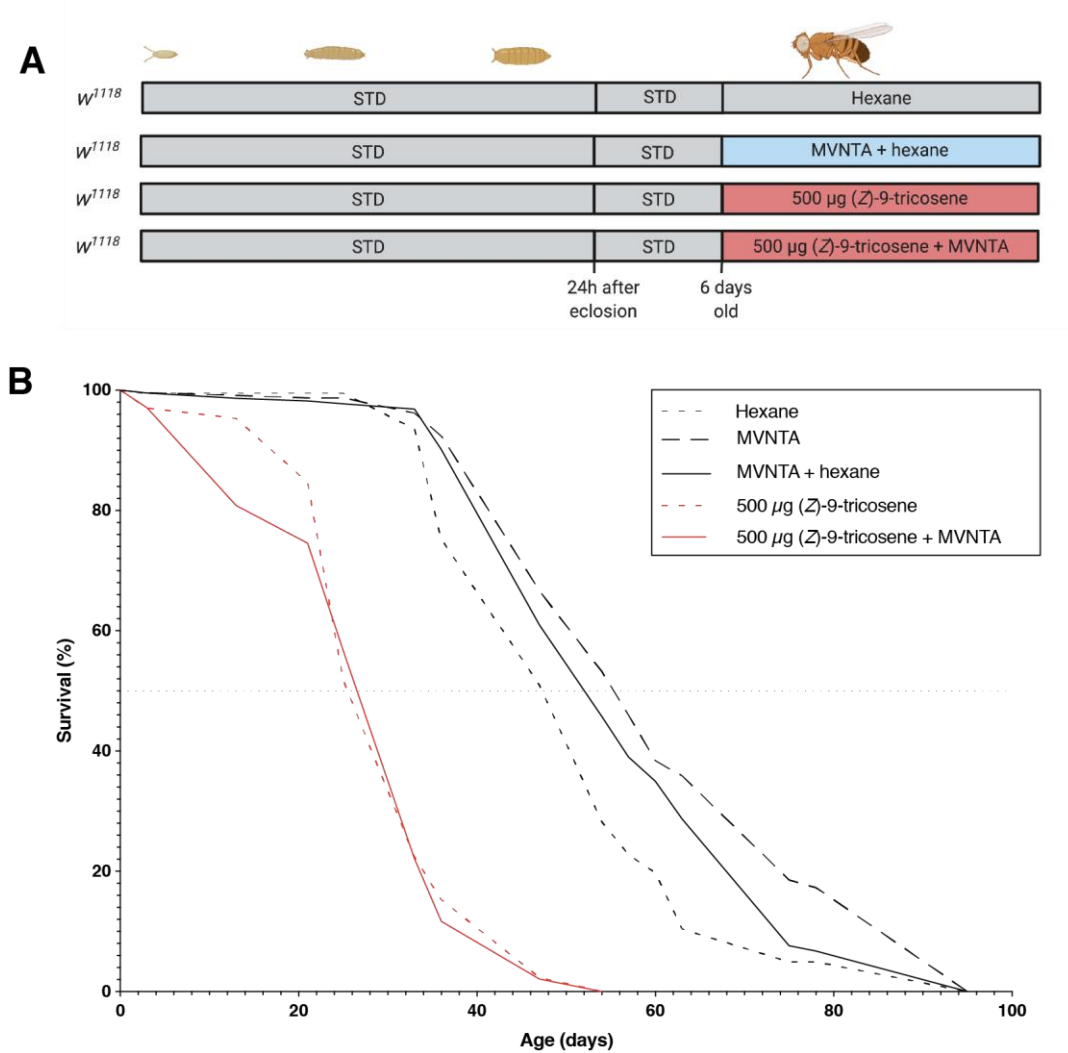 A
W1118 STD STD Hexane
W1118 STD STD MVNTA + hexane
W1118 STD STD 500 µg (Z)-9-tricosene
W1118 STD STD 500 µg (Z)-9-tricosene + MVNTA
24h after
eclosion
6 days
old
B
Survival (%)
100
80
60
40
20
0
0 20 40 60 80 100
Age (days)
Hexane
MVNTA
MVNTA + hexane
500 µg (Z)-9-tricosene
500 µg (Z)-9-tricosene + MVNTA